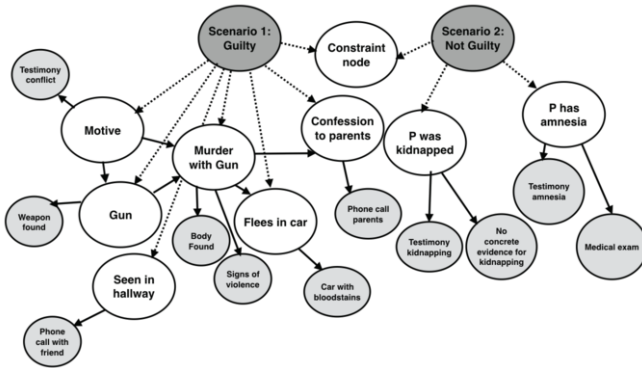 Scenario 1:
Guilty
Scenario 2:
Not Guilty
Constraint
node
Testimony
conflict
Motive
Murder
with Gun
Confession
to parents
P was
kidnapped
P has
amnesia
Weapon
found
Gun
Body
Found
Flees in car
Phone call
parents
Testimony
kidnapping
No
concrete
evidence for
kidnapping
Testimony
amnesia
Medical exam
Seen in
hallway
Signs of
violence
Car with
bloodstains
Phone
call with
friend